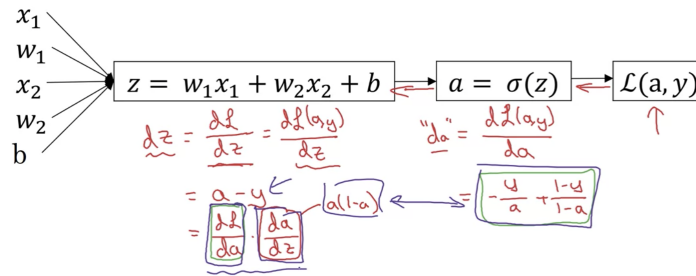 x₁
w₁
x₂
w₂
b
z = w₁x₁ + w₂x₂ + b
a = σ(z)
ℒ(a, y)
dz = dℒ/dz = dℒ(a,y)/dz
= a - y
= dℒ/da · da/dz
a(1-a)
"da" = dℒ(a,y)/da
= -y/a + 1-y/1-a